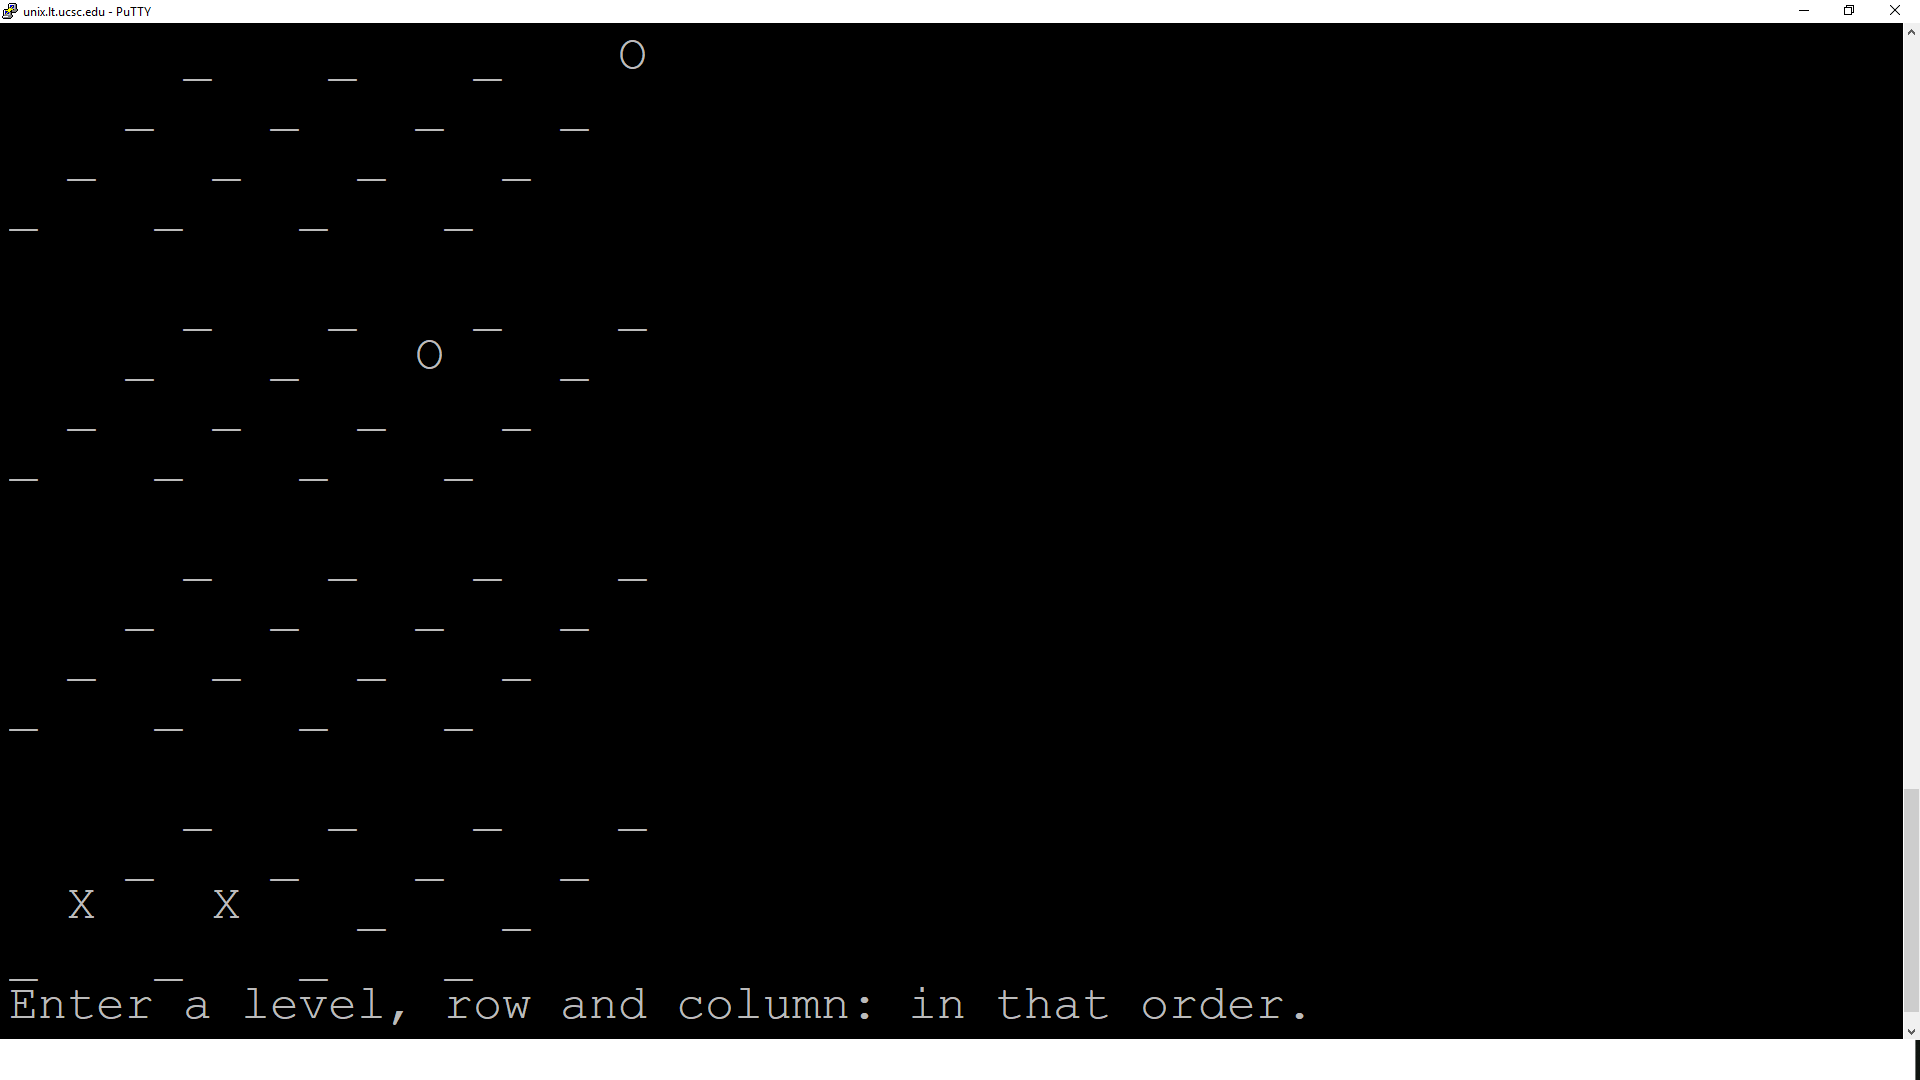 unix.lt.ucsc.edu - PuTTY
_ _ _ O
_ _ _ _
_ _ _ _
_ _ _ _
_ _ _ _
_ _ O _
_ _ _ _
_ _ _ _
_ _ _ _
_ _ _ _
_ _ _ _
_ _ _ _
_ _ _ _
_ _ _ _
X X _ _
_ _ _ _
Enter a level, row and column: in that order.